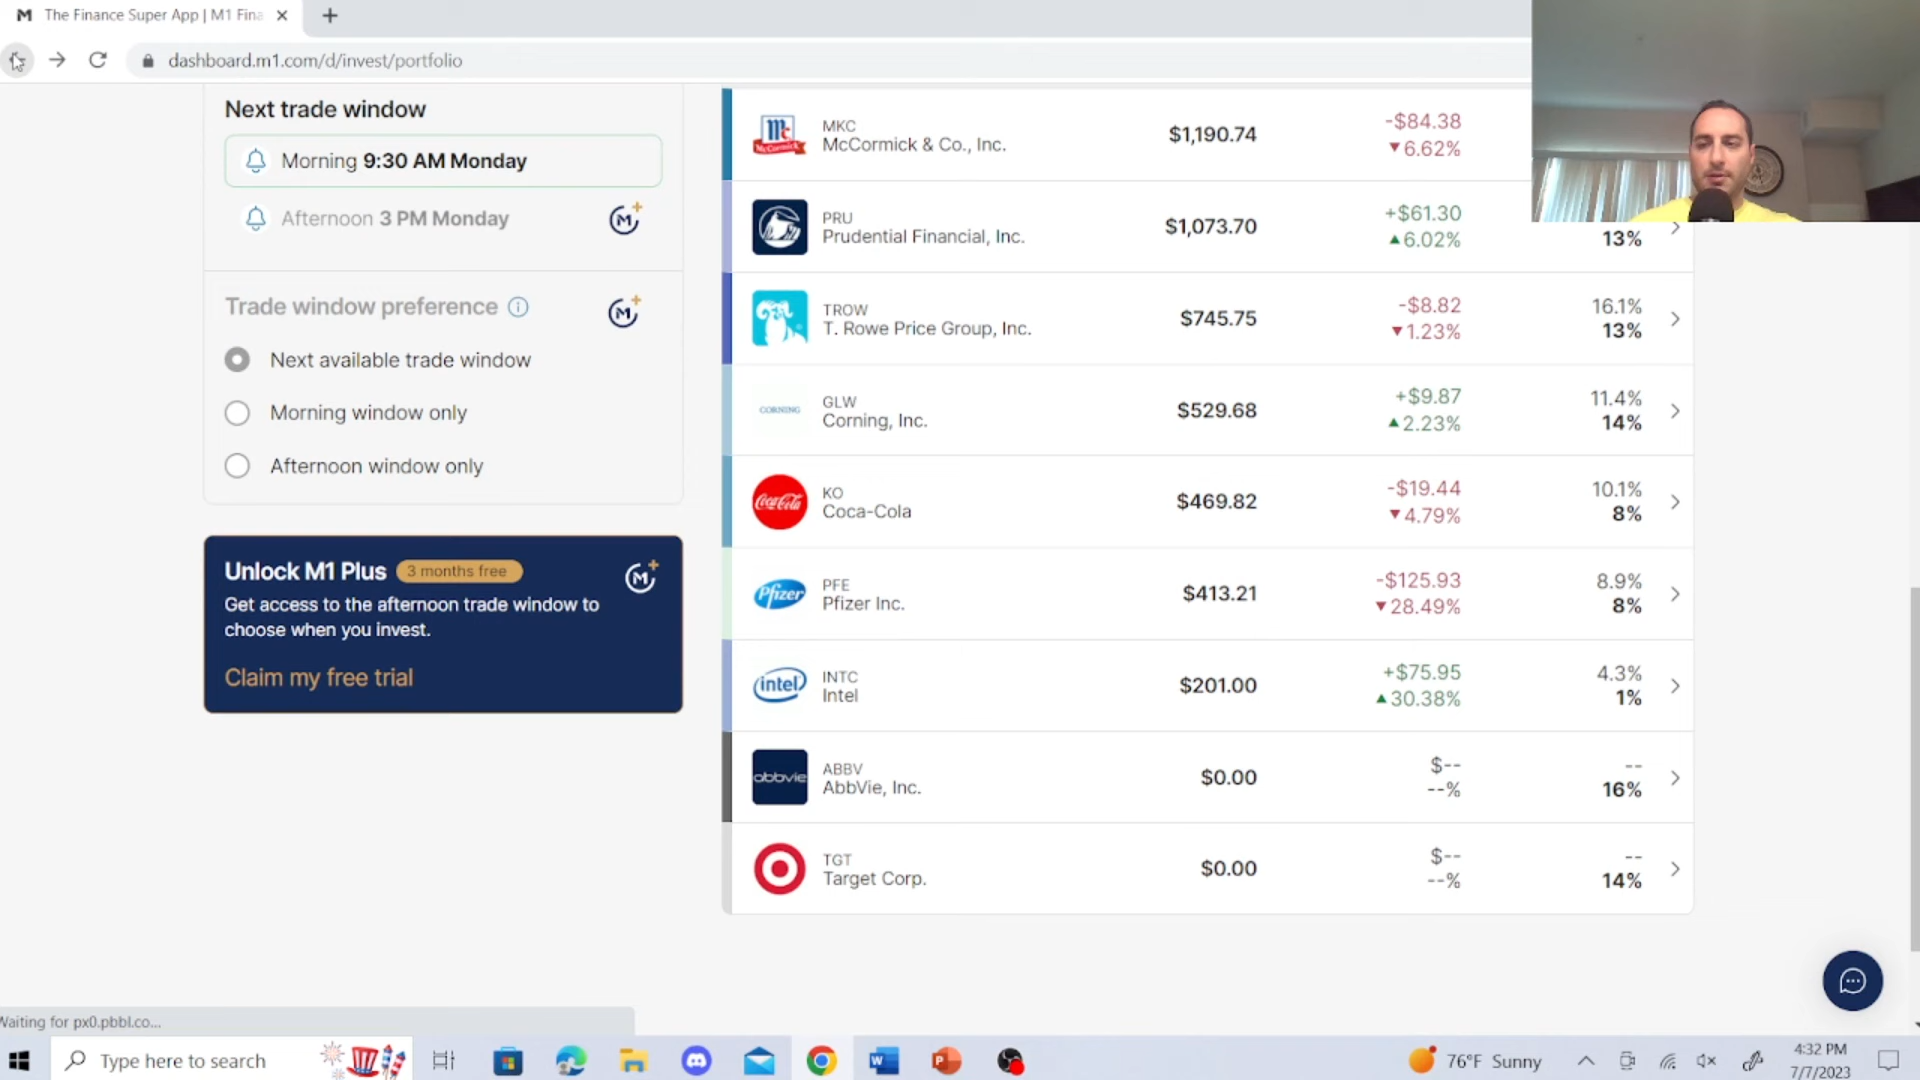 The Finance Super App | M1 Fina
dashboard.m1.com/d/invest/portfolio
Next trade window
Morning 9:30 AM Monday
Afternoon 3 PM Monday
Trade window preference
Next available trade window
Morning window only
Afternoon window only
Unlock M1 Plus 3 months free
Get access to the afternoon trade window to
choose when you invest.
Claim my free trial
McCormick
MKC
McCormick & Co., Inc.
$1,190.74
-$84.38
▼6.62%
PRU
Prudential Financial, Inc.
$1,073.70
+$61.30
▲6.02%
13%
TROW
T. Rowe Price Group, Inc.
$745.75
-$8.82
▼1.23%
16.1%
13%
CORNING
GLW
Corning, Inc.
$529.68
+$9.87
▲2.23%
11.4%
14%
Coca-Cola
KO
Coca-Cola
$469.82
-$19.44
▼4.79%
10.1%
8%
Pfizer
PFE
Pfizer Inc.
$413.21
-$125.93
▼28.49%
8.9%
8%
intel
INTC
Intel
$201.00
+$75.95
▲30.38%
4.3%
1%
abbvie
ABBV
AbbVie, Inc.
$0.00
$--
--%
--
16%
TGT
Target Corp.
$0.00
$--
--%
--
14%
Waiting for px0.pbbl.co...
Type here to search
76°F Sunny
4:32 PM
7/7/2023